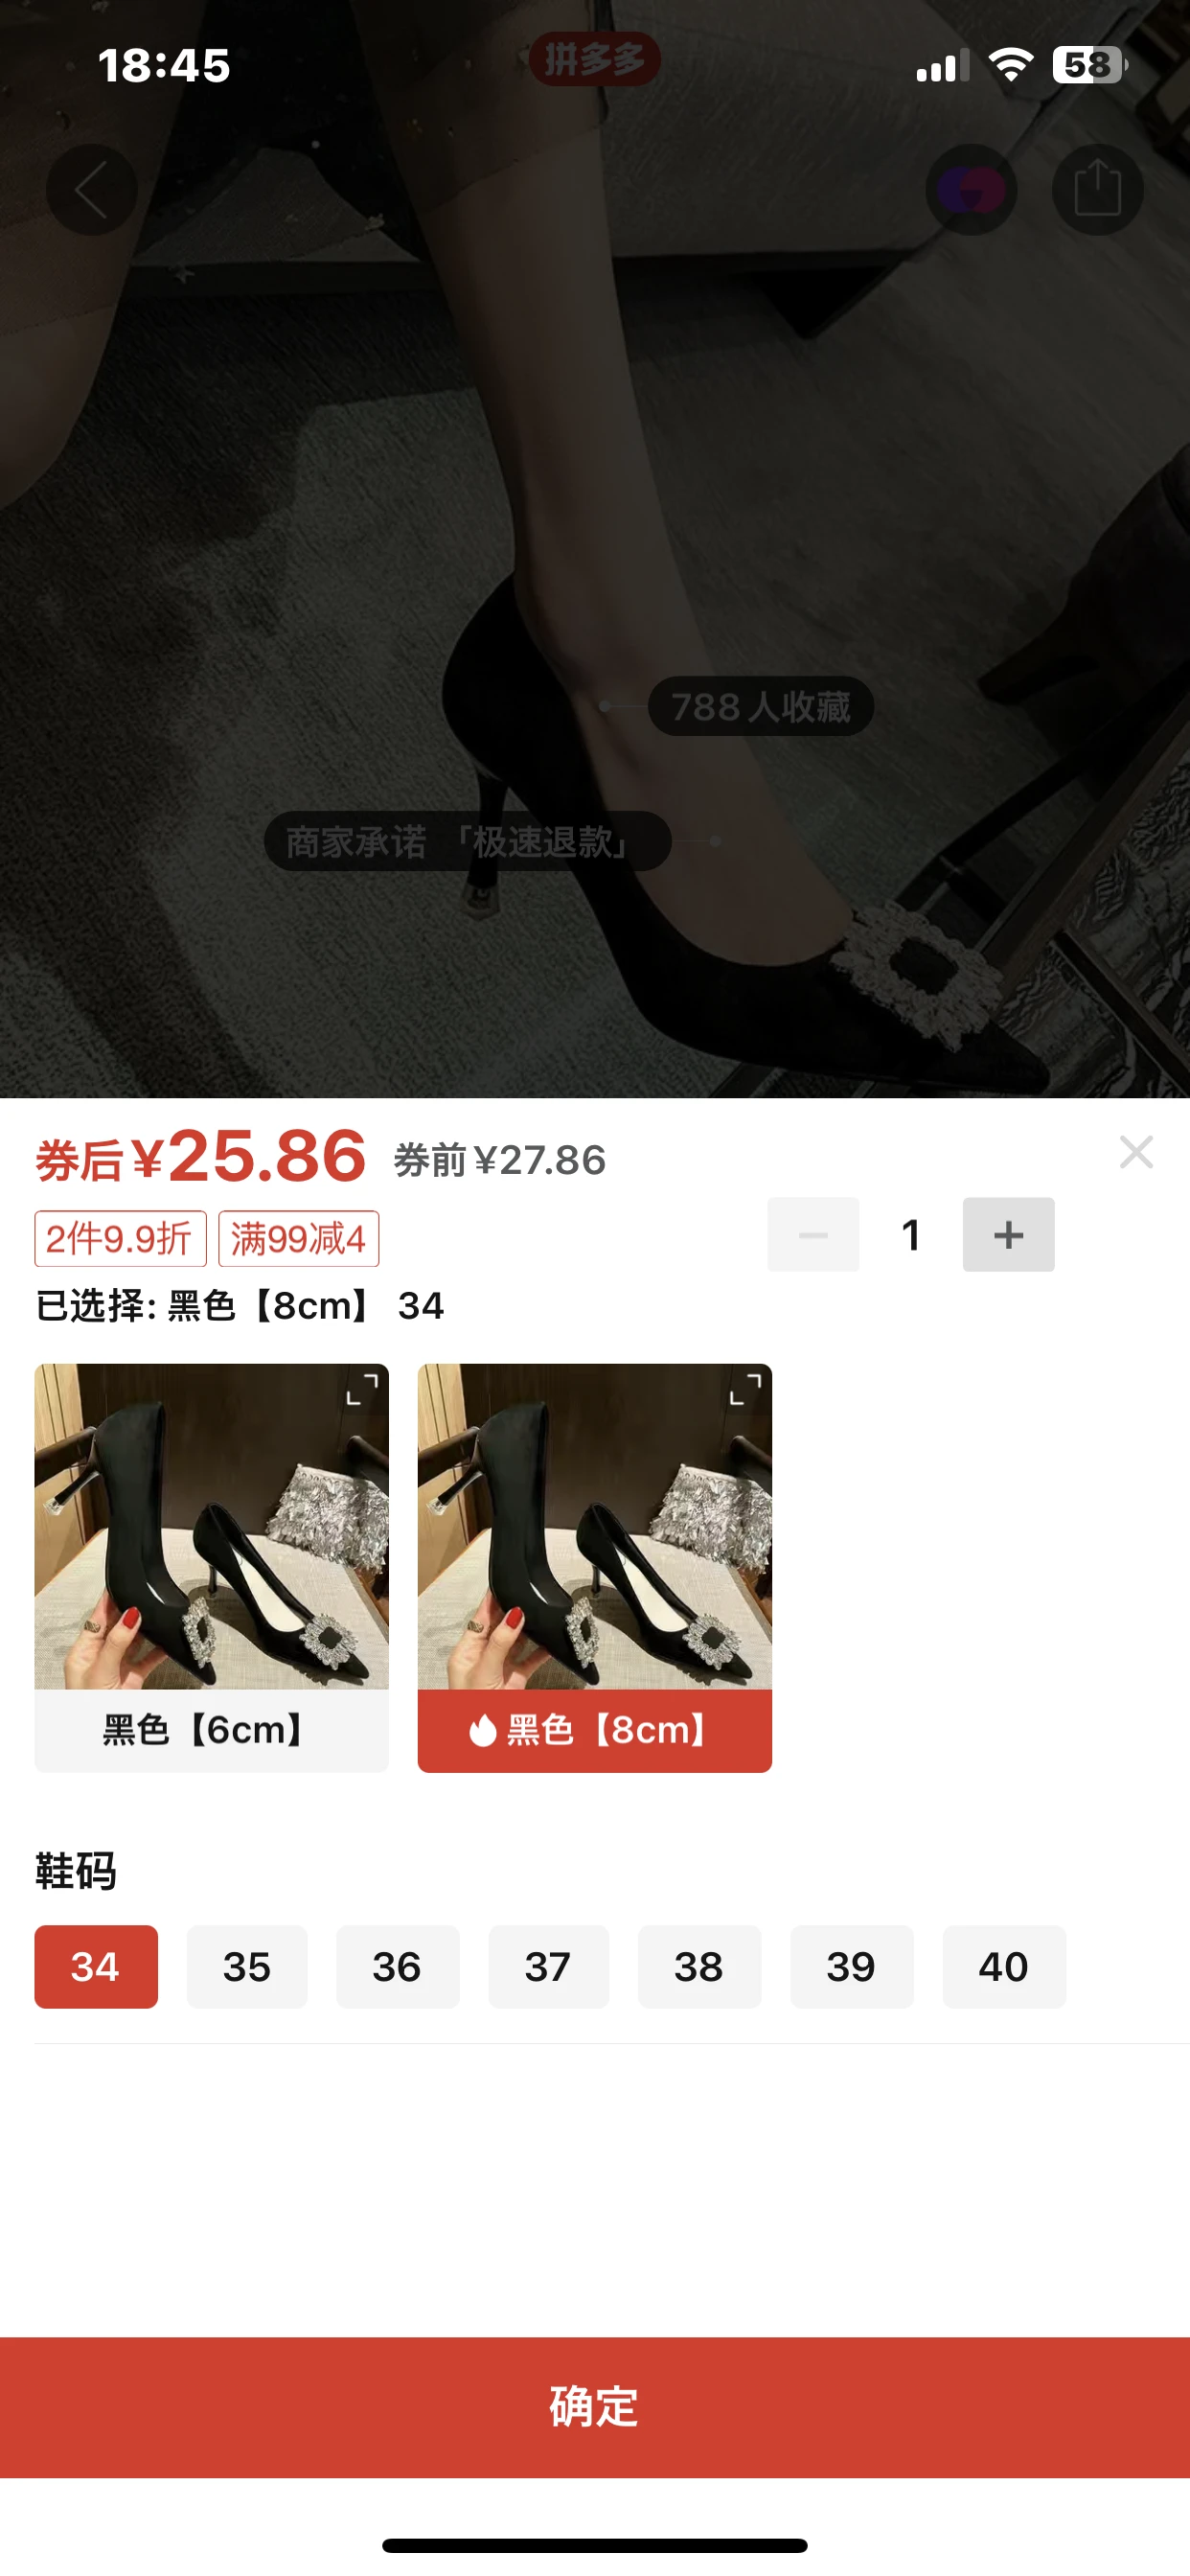 18:45
拼多多
58
788人收藏
商家承诺 「极速退款」
券后¥25.86 券前¥27.86
2件9.9折 满99减4
1
已选择: 黑色【8cm】 34
黑色【6cm】
黑色【8cm】
鞋码
34 35 36 37 38 39 40
确定